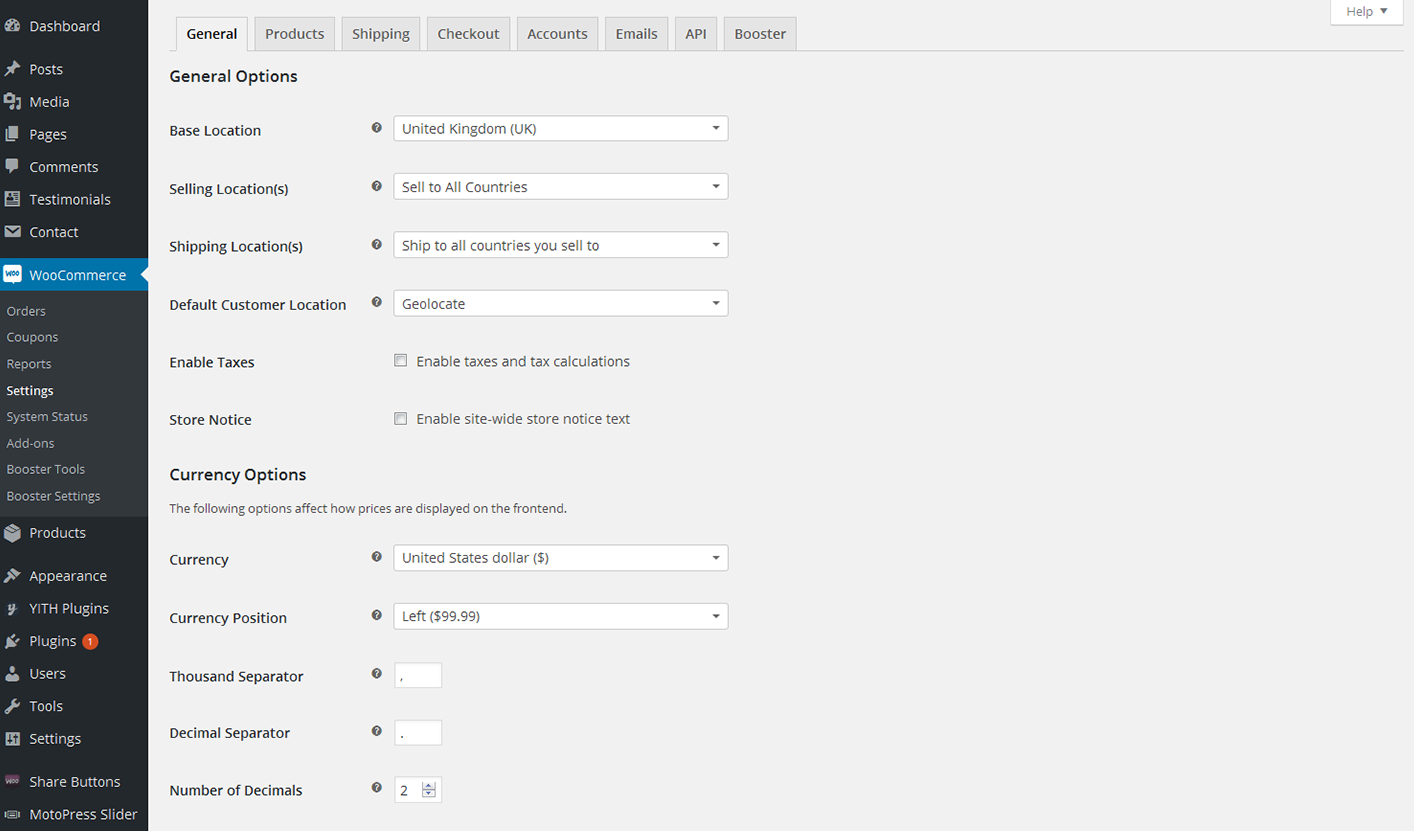 Dashboard
Posts
Media
Pages
Comments
Testimonials
Contact
WooCommerce
Orders
Coupons
Reports
Settings
System Status
Add-ons
Booster Tools
Booster Settings
Products
Appearance
YITH Plugins
Plugins 1
Users
Tools
Settings
Share Buttons
MotoPress Slider
Help
General Products Shipping Checkout Accounts Emails API Booster
General Options
Base Location ? United Kingdom (UK)
Selling Location(s) ? Sell to All Countries
Shipping Location(s) ? Ship to all countries you sell to
Default Customer Location ? Geolocate
Enable Taxes Enable taxes and tax calculations
Store Notice Enable site-wide store notice text
Currency Options
The following options affect how prices are displayed on the frontend.
Currency ? United States dollar ($)
Currency Position ? Left ($99.99)
Thousand Separator ? ,
Decimal Separator ? .
Number of Decimals ? 2